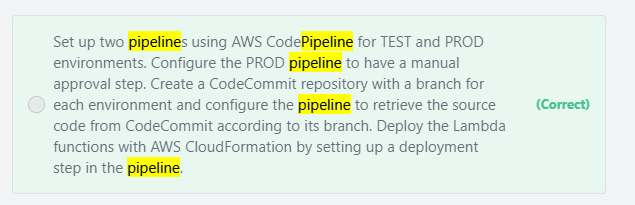 Set up two pipelines using AWS CodePipeline for TEST and PROD
environments. Configure the PROD pipeline to have a manual
approval step. Create a CodeCommit repository with a branch for
each environment and configure the pipeline to retrieve the source
code from CodeCommit according to its branch. Deploy the Lambda
functions with AWS CloudFormation by setting up a deployment
step in the pipeline.
(Correct)